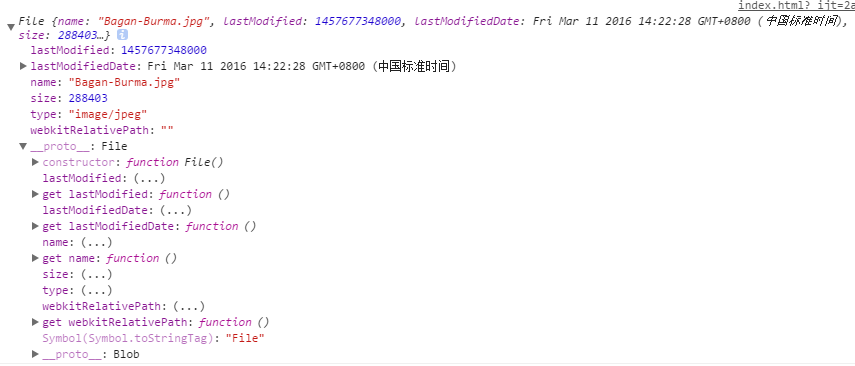 index.html?_ijt=2a
File {name: "Bagan-Burma.jpg", lastModified: 1457677348000, lastModifiedDate: Fri Mar 11 2016 14:22:28 GMT+0800 (中国标准时间),
size: 288403…}
lastModified: 1457677348000
lastModifiedDate: Fri Mar 11 2016 14:22:28 GMT+0800 (中国标准时间)
name: "Bagan-Burma.jpg"
size: 288403
type: "image/jpeg"
webkitRelativePath: ""
__proto__: File
constructor: function File()
lastModified: (...)
get lastModified: function ()
lastModifiedDate: (...)
get lastModifiedDate: function ()
name: (...)
get name: function ()
size: (...)
type: (...)
webkitRelativePath: (...)
get webkitRelativePath: function ()
Symbol(Symbol.toStringTag): "File"
__proto__: Blob